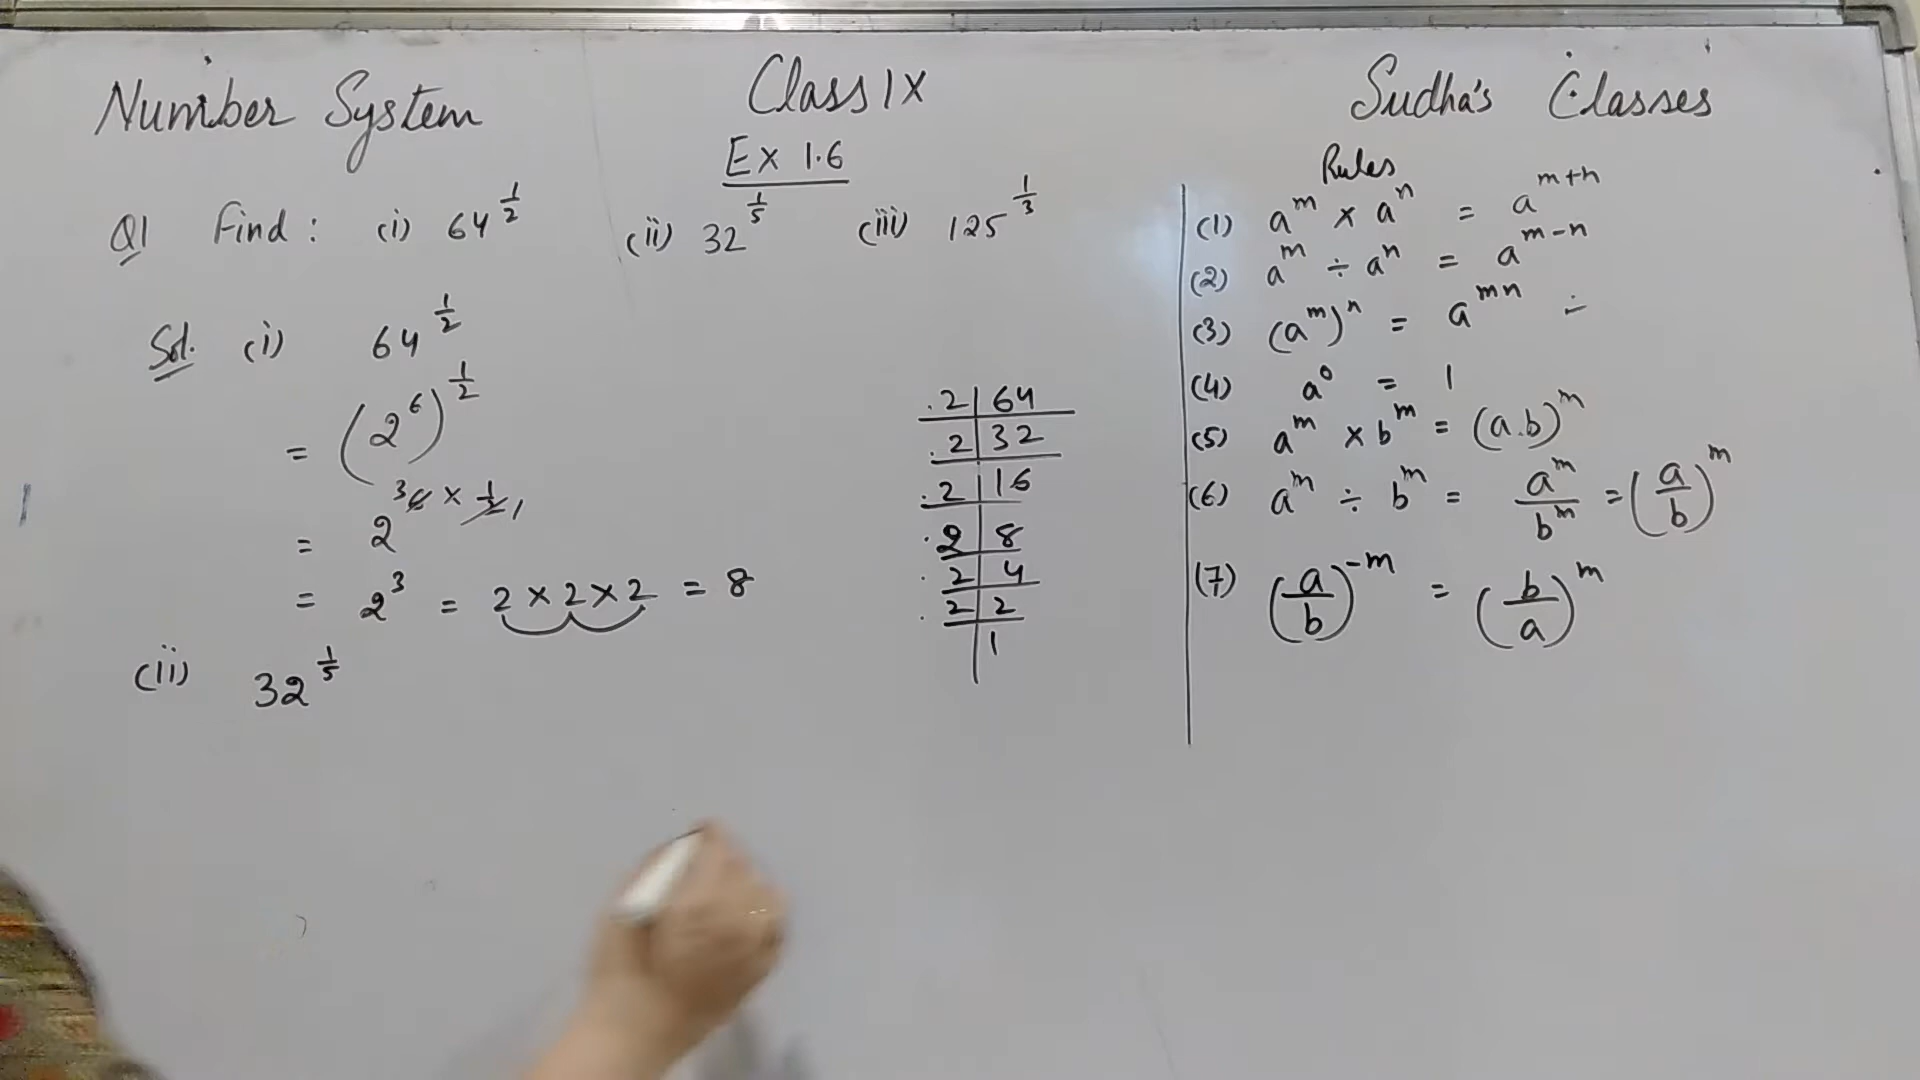 Number System Class IX Sudha's Classes
Ex 1.6
Q1 Find : (i) 64^(1/2) (ii) 32^(1/5) (iii) 125^(1/3)
Sol. (i) 64^(1/2)
= (2^6)^(1/2)
= 2^(6 × 1/2) 3 1
= 2^3 = 2 × 2 × 2 = 8
(ii) 32^(1/5)
2 | 64
2 | 32
2 | 16
2 | 8
2 | 4
2 | 2
| 1
Rules
(1) a^m × a^n = a^(m+n)
(2) a^m ÷ a^n = a^(m-n)
(3) (a^m)^n = a^(mn) ÷
(4) a^0 = 1
(5) a^m × b^m = (a.b)^m
(6) a^m ÷ b^m = a^m/b^m = (a/b)^m
(7) (a/b)^(-m) = (b/a)^m